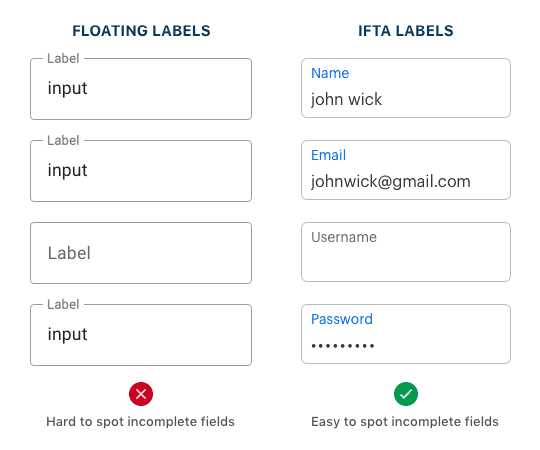 FLOATING LABELS
Label
input
Label
input
Label
Label
input
Hard to spot incomplete fields
IFTA LABELS
Name
john wick
Email
johnwick@gmail.com
Username
Password
•••••••••
Easy to spot incomplete fields